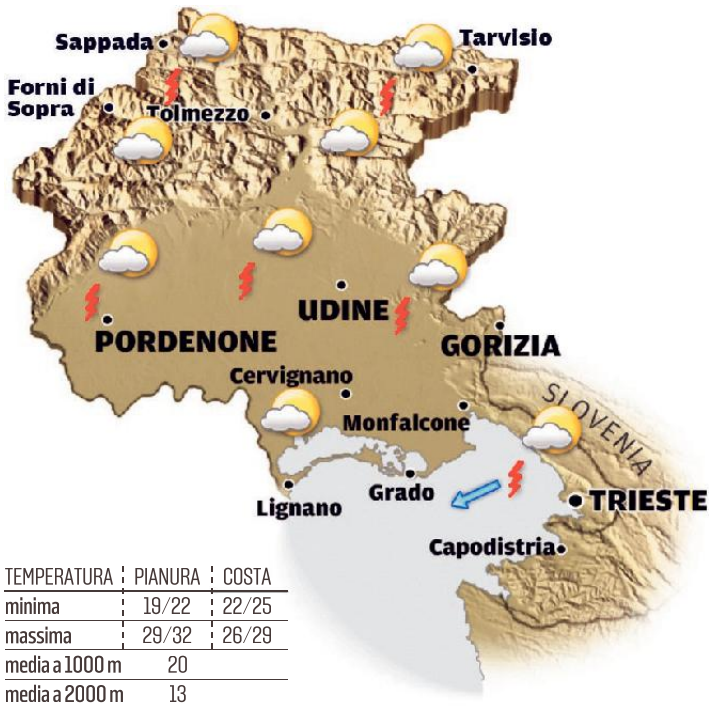 Sappada
Tarvisio
Forni di
Sopra
Tolmezzo
UDINE
PORDENONE
GORIZIA
Cervignano
SLOVENIA
Monfalcone
Lignano
Grado
TRIESTE
Capodistria
TEMPERATURA PIANURA COSTA
minima 19/22 22/25
massima 29/32 26/29
media a 1000 m 20
media a 2000 m 13